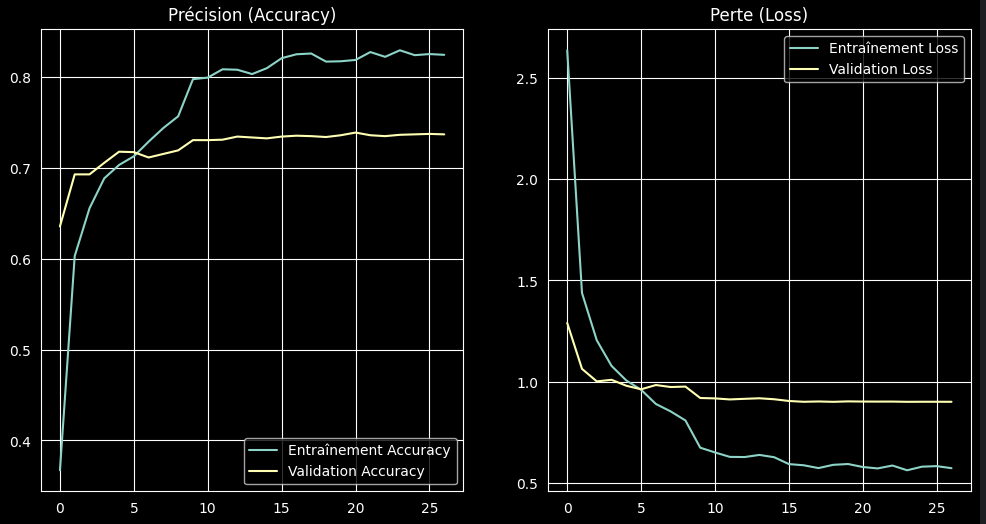 Précision (Accuracy)
0.8
0.7
0.6
0.5
0.4
0 5 10 15 20 25
Entraînement Accuracy
Validation Accuracy
Perte (Loss)
2.5
2.0
1.5
1.0
0.5
0 5 10 15 20 25
Entraînement Loss
Validation Loss